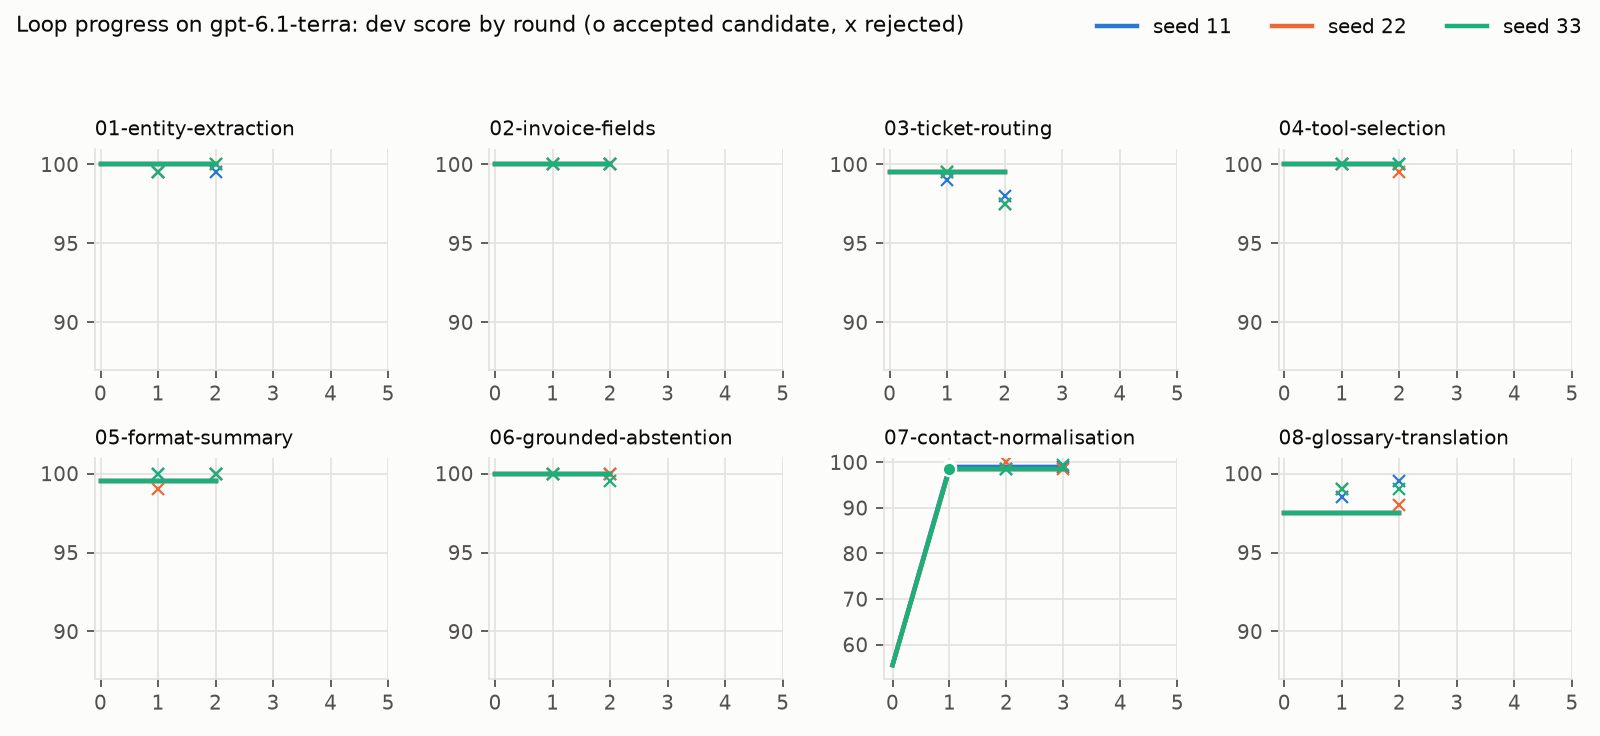 Loop progress on gpt-6.1-terra: dev score by round (o accepted candidate, x rejected)
seed 11 seed 22 seed 33
01-entity-extraction 02-invoice-fields 03-ticket-routing 04-tool-selection
100 100 100 100
95 95 95 95
90 90 90 90
0 1 2 3 4 5 0 1 2 3 4 5 0 1 2 3 4 5 0 1 2 3 4 5
05-format-summary 06-grounded-abstention 07-contact-normalisation 08-glossary-translation
100 100 100 100
90
95 95 80 95
70
90 90 60 90
0 1 2 3 4 5 0 1 2 3 4 5 0 1 2 3 4 5 0 1 2 3 4 5